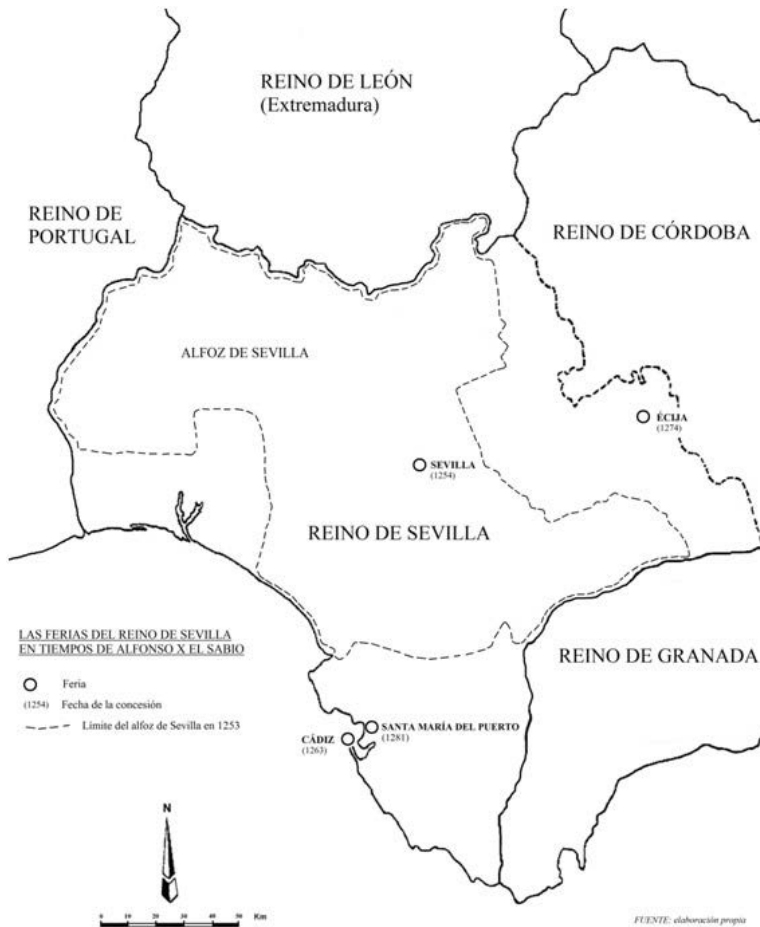 REINO DE LEÓN
(Extremadura)
REINO DE
PORTUGAL
REINO DE CÓRDOBA
ALFOZ DE SEVILLA
ÉCIJA
(1274)
SEVILLA
(1254)
REINO DE SEVILLA
LAS FERIAS DEL REINO DE SEVILLA
EN TIEMPOS DE ALFONSO X EL SABIO
Feria
(1254) Fecha de la concesión
Límite del alfoz de Sevilla en 1253
REINO DE GRANADA
SANTA MARÍA DEL PUERTO
(1281)
CÁDIZ
(1263)
N
0 10 20 30 40 50 Km
FUENTE: elaboración propia